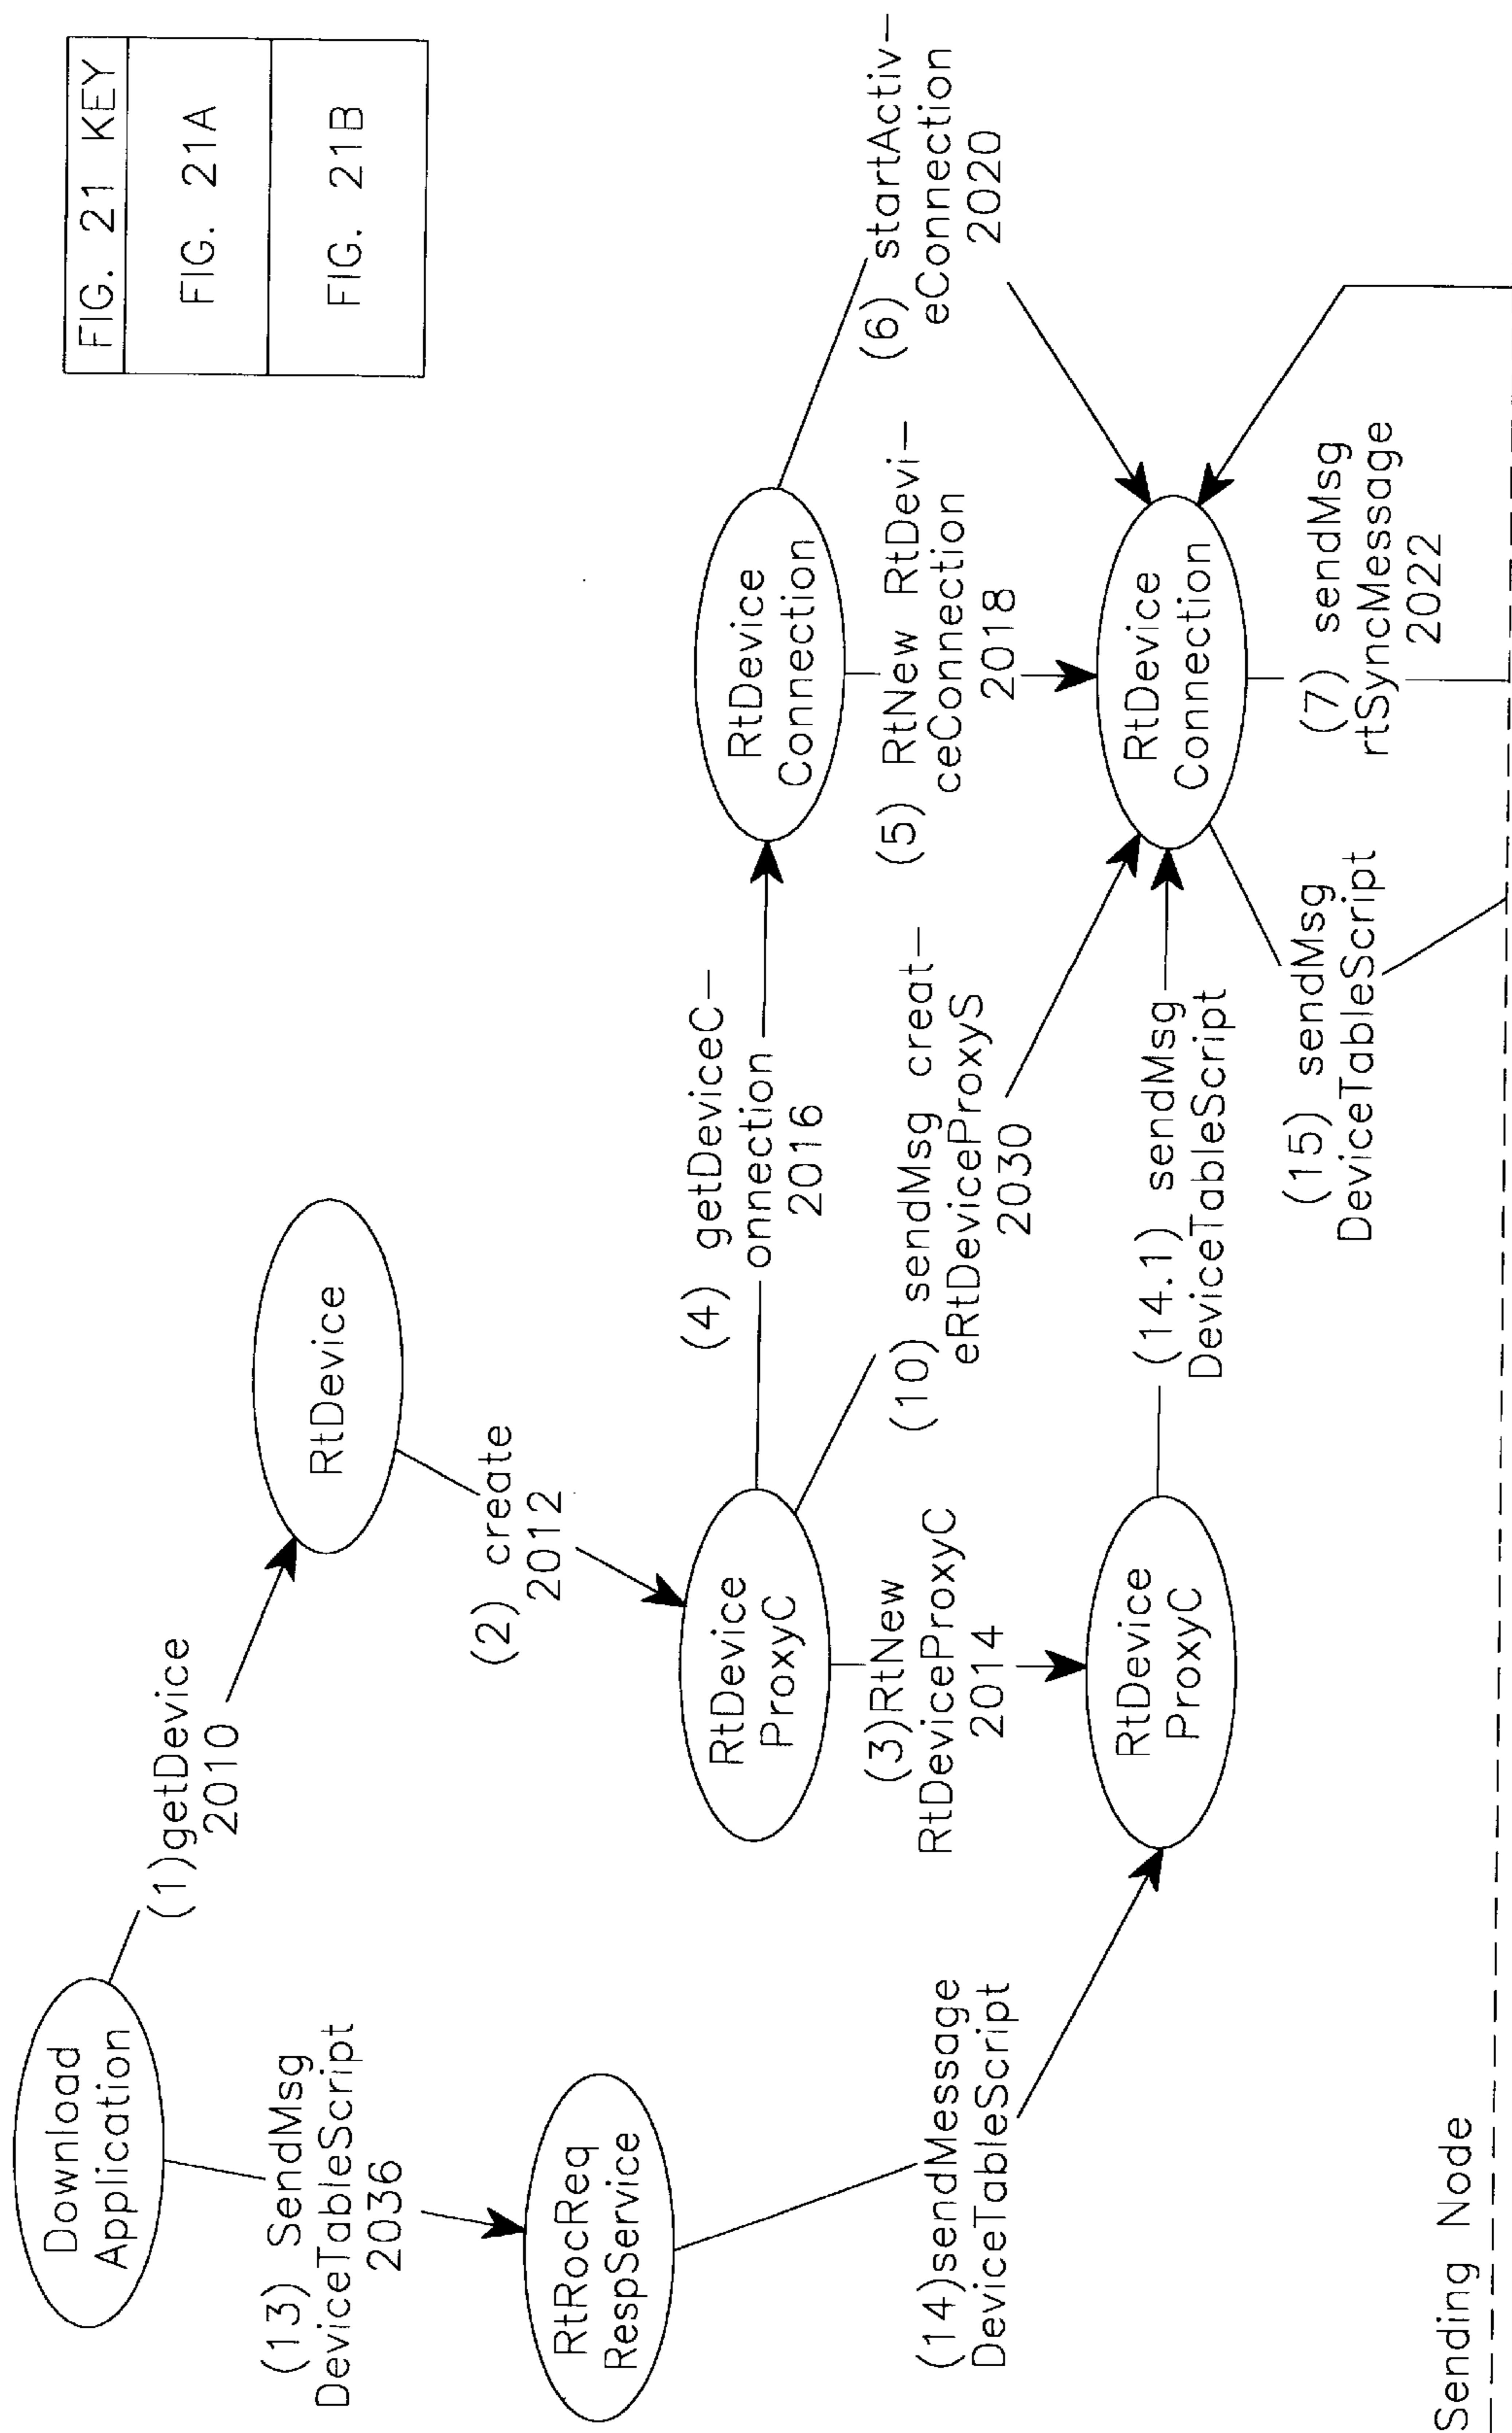 FIG. 21 KEY
FIG. 21A
FIG. 21B
Download
Application
(1)getDevice
2010
RtDevice
(13) SendMsg
DeviceTableScript
2036
(2) create
2012
RtRocReq
RespService
RtDevice
ProxyC
(4) getDeviceC-
onnection
2016
RtDevice
Connection
(6) startActiv-
eConnection
2020
(3)RtNew
RtDeviceProxyC
2014
(10) sendMsg creat-
eRtDeviceProxyS
2030
(5) RtNew RtDevi-
ceConnection
2018
(14)sendMessage
DeviceTableScript
RtDevice
ProxyC
(14.1) sendMsg
DeviceTableScript
RtDevice
Connection
(15) sendMsg
DeviceTableScript
(7) sendMsg
rtSyncMessage
2022
Sending Node